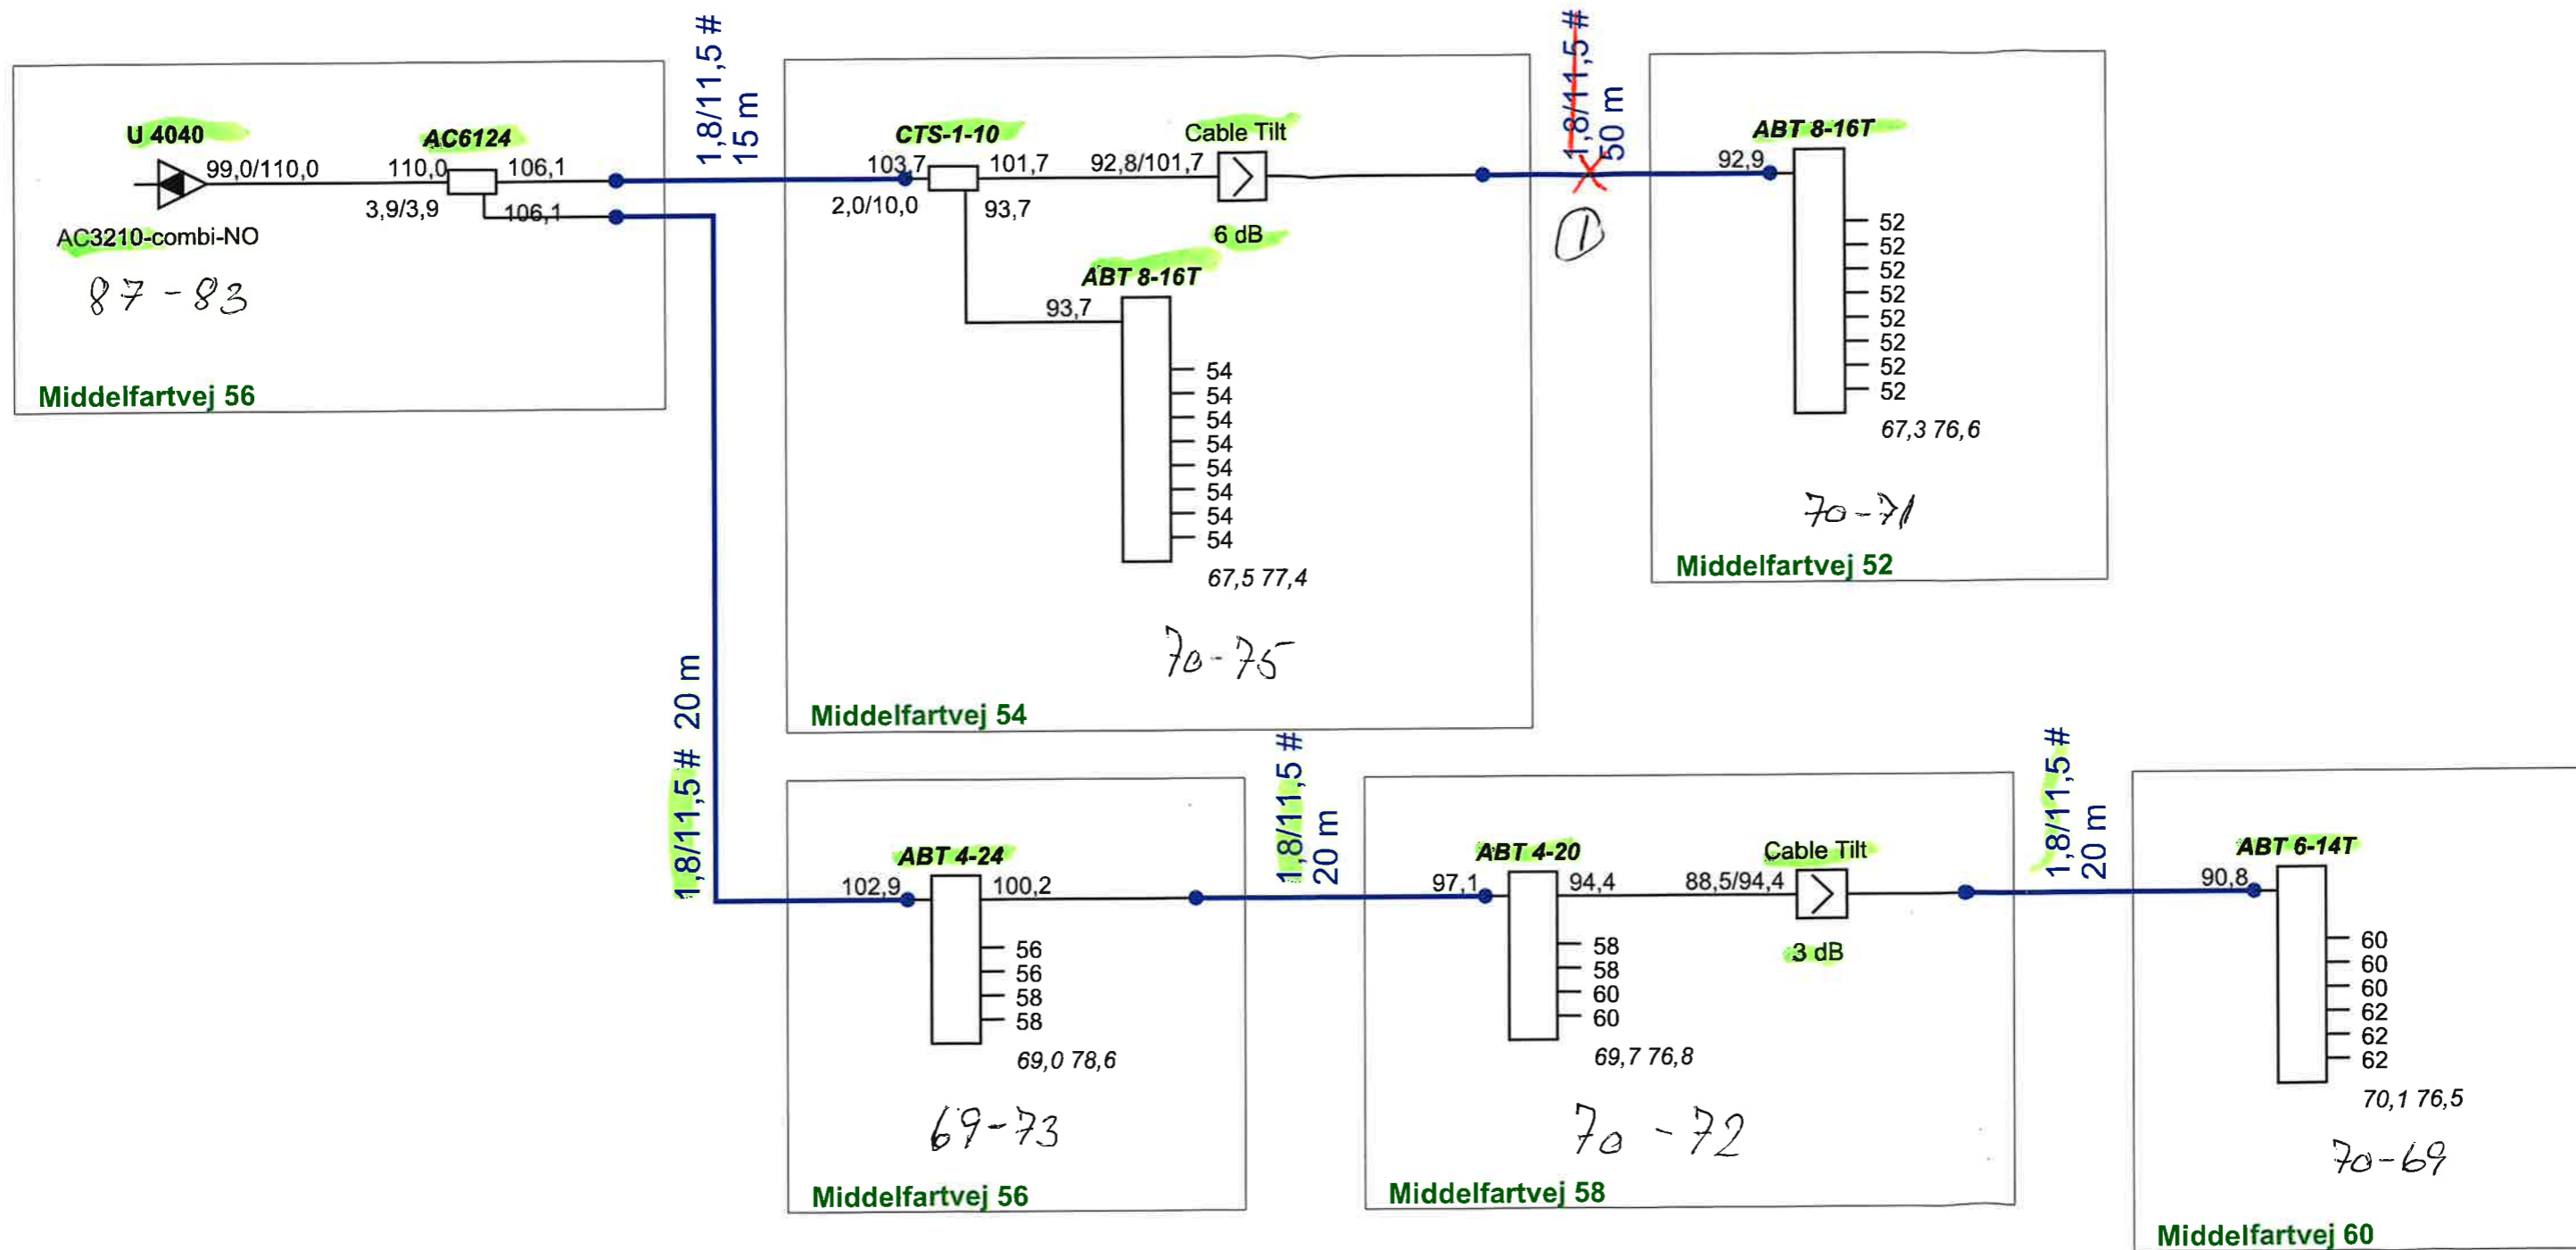 U 4040
99,0/110,0
AC3210-combi-NO
87 - 83
AC6124
110,0
106,1
3,9/3,9
106,1
Middelfartvej 56
1,8/11,5 #
15 m
CTS-1-10
103,7
101,7
2,0/10,0
93,7
92,8/101,7
Cable Tilt
6 dB
ABT 8-16T
93,7
54
54
54
54
54
54
54
54
67,5 77,4
70-75
Middelfartvej 54
1,8/11,5 #
50 m
1
ABT 8-16T
92,9
52
52
52
52
52
52
52
52
67,3 76,6
70-71
Middelfartvej 52
1,8/11,5 # 20 m
ABT 4-24
102,9
100,2
56
56
58
58
69,0 78,6
69-73
Middelfartvej 56
1,8/11,5 #
20 m
ABT 4-20
97,1
94,4
58
58
60
60
69,7 76,8
88,5/94,4
Cable Tilt
3 dB
70 - 72
Middelfartvej 58
1,8/11,5 #
20 m
ABT 6-14T
90,8
60
60
60
62
62
62
70,1 76,5
70-69
Middelfartvej 60